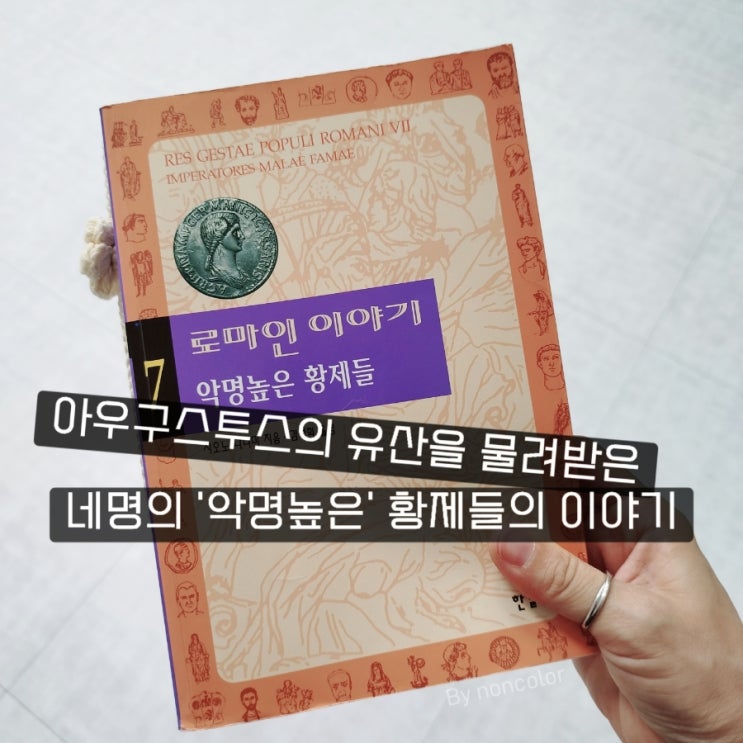 RES GESTAE POPULI ROMANI VII
IMPERATORES MALAE FAMAE
로마인 이야기
7
악명높은 황제들
아우구스투스의 유산을 물려받은
네명의 '악명높은' 황제들의 이야기
한
By noncolor